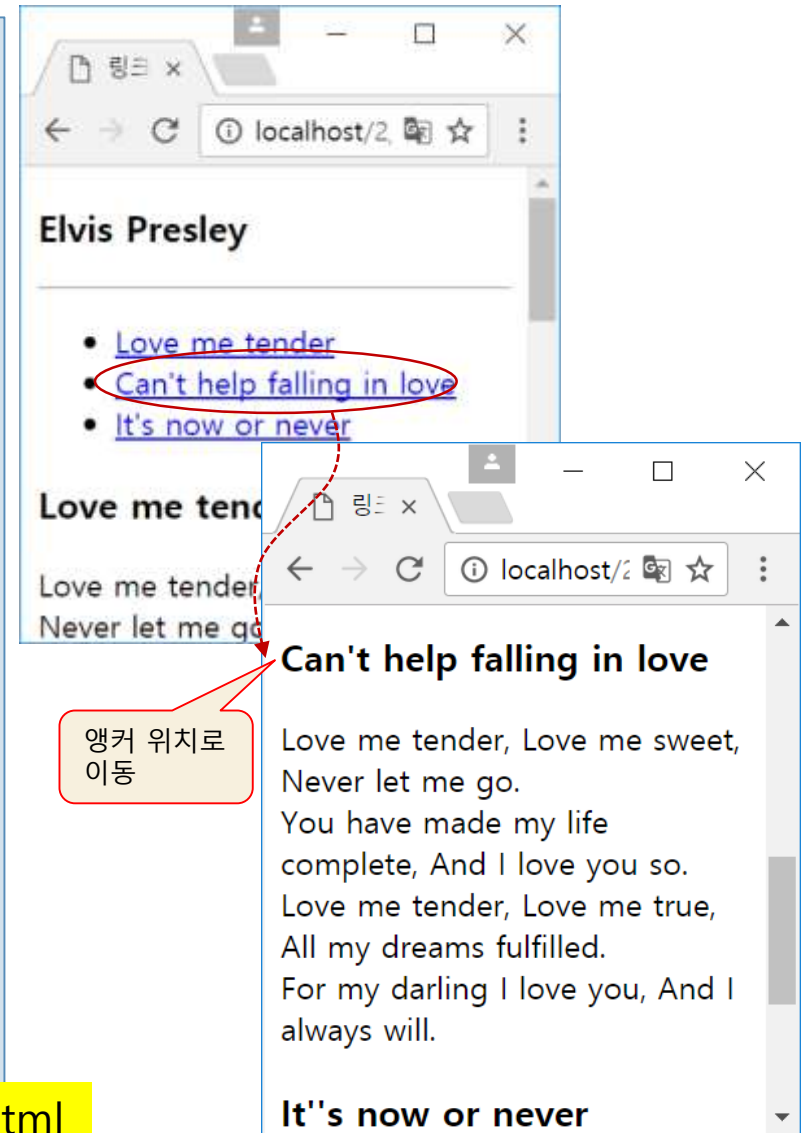 링크
localhost/2
Elvis Presley
Love me tender
Can't help falling in love
It's now or never
Love me tend
Love me tender,
Never let me go
링
localhost/2
Can't help falling in love
앵커 위치로
이동
Love me tender, Love me sweet,
Never let me go.
You have made my life
complete, And I love you so.
Love me tender, Love me true,
All my dreams fulfilled.
For my darling I love you, And I
always will.
It''s now or never
tml